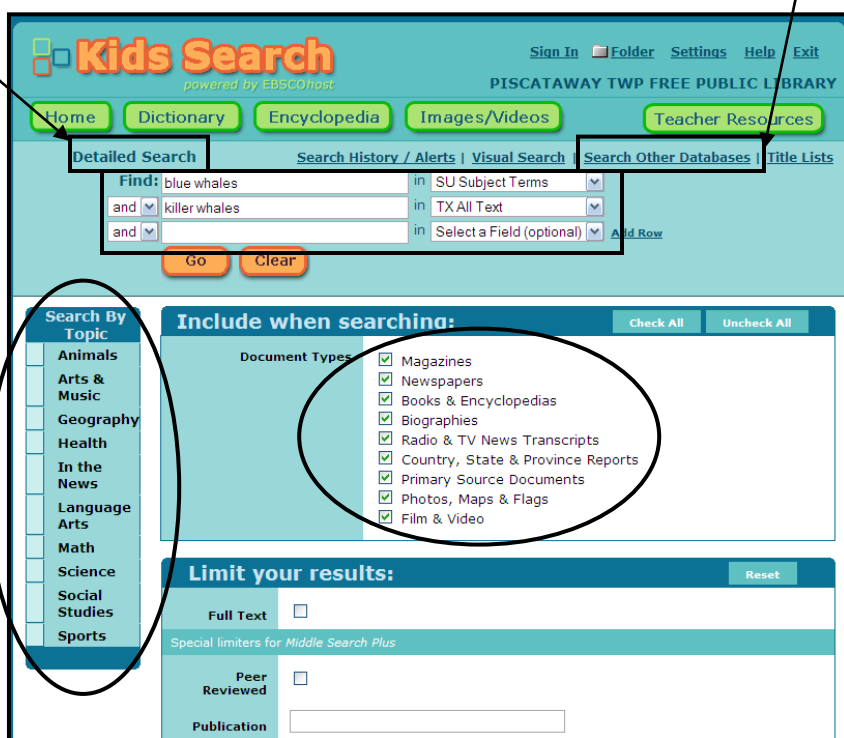 Kids Search
powered by EBSCOhost
Sign In Folder Settings Help Exit
PISCATAWAY TWP FREE PUBLIC LIBRARY
Home Dictionary Encyclopedia Images/Videos Teacher Resources
Detailed Search Search History / Alerts | Visual Search | Search Other Databases | Title Lists
Find: blue whales in SU Subject Terms
and killer whales in TX All Text
and in Select a Field (optional) Add Row
Go Clear
Search By
Topic
Animals
Arts &
Music
Geography
Health
In the
News
Language
Arts
Math
Science
Social
Studies
Sports
Include when searching: Check All Uncheck All
Document Types
Magazines
Newspapers
Books & Encyclopedias
Biographies
Radio & TV News Transcripts
Country, State & Province Reports
Primary Source Documents
Photos, Maps & Flags
Film & Video
Limit your results: Reset
Full Text
Special limiters for Middle Search Plus
Peer
Reviewed
Publication